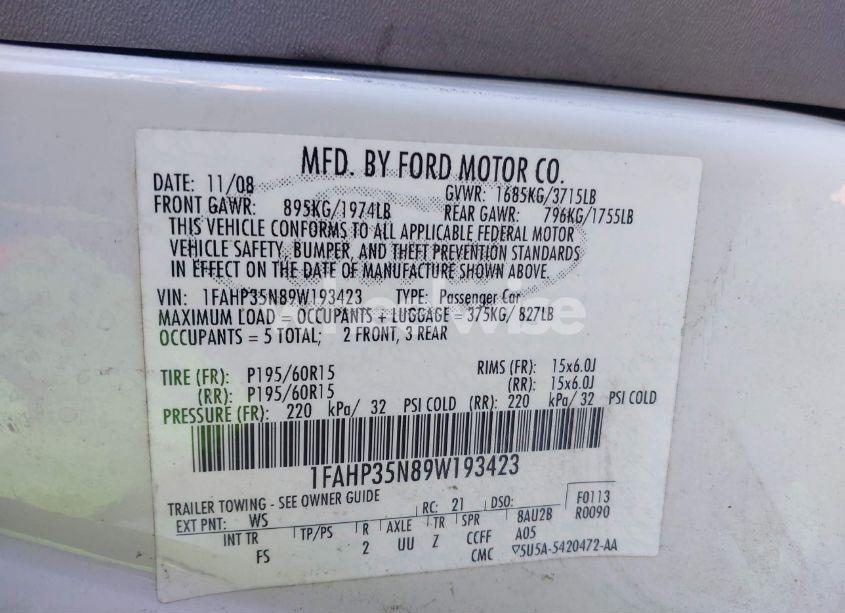 MFD. BY FORD MOTOR CO.
DATE: 11/08 GVWR: 1685KG/3715LB
FRONT GAWR: 895KG/1974LB REAR GAWR: 796KG/1755LB
THIS VEHICLE CONFORMS TO ALL APPLICABLE FEDERAL MOTOR
VEHICLE SAFETY, BUMPER, AND THEFT PREVENTION STANDARDS
IN EFFECT ON THE DATE OF MANUFACTURE SHOWN ABOVE.
VIN: 1FAHP35N89W193423 TYPE: Passenger Car
MAXIMUM LOAD = OCCUPANTS + LUGGAGE = 375KG/ 827LB
OCCUPANTS = 5 TOTAL; 2 FRONT, 3 REAR
TIRE (FR): P195/60R15 RIMS (FR): 15x6.0J
(RR): P195/60R15 (RR): 15x6.0J
PRESSURE (FR): 220 kPa/ 32 PSI COLD (RR): 220 kPa/ 32 PSI COLD
1FAHP35N89W193423
TRAILER TOWING - SEE OWNER GUIDE F0113
EXT PNT: WS RC: 21 DSO: 8AU2B R0090
INT TR TP/PS R AXLE TR SPR A05
FS 2 UU Z CCFF
CMC ▽5U5A-5420472-AA